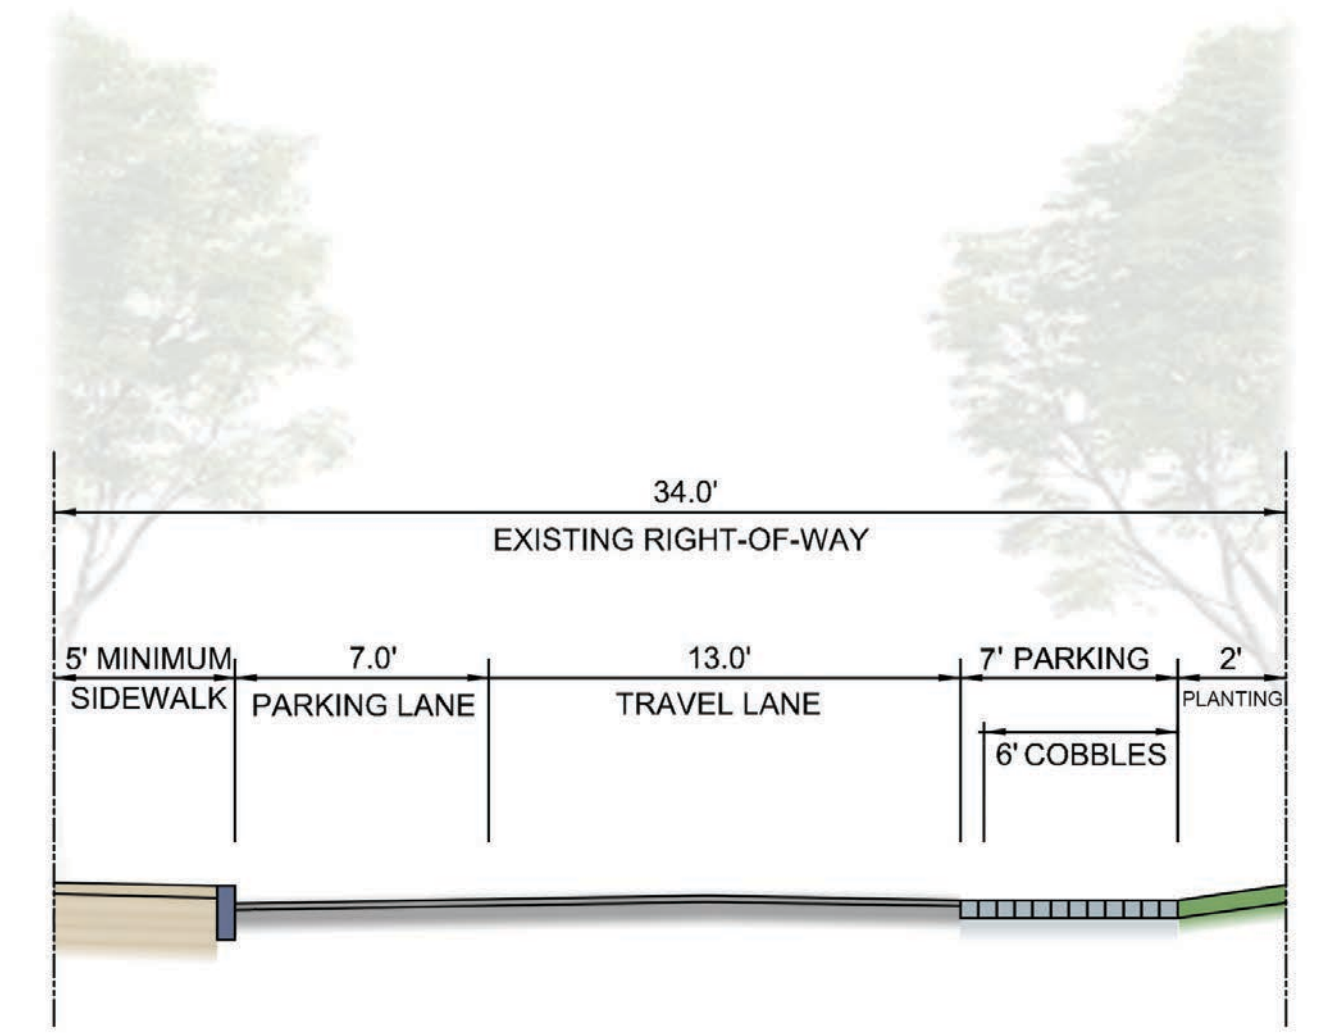 34.0'
EXISTING RIGHT-OF-WAY
5' MINIMUM
SIDEWALK
7.0'
PARKING LANE
13.0'
TRAVEL LANE
7' PARKING
6' COBBLES
2'
PLANTING